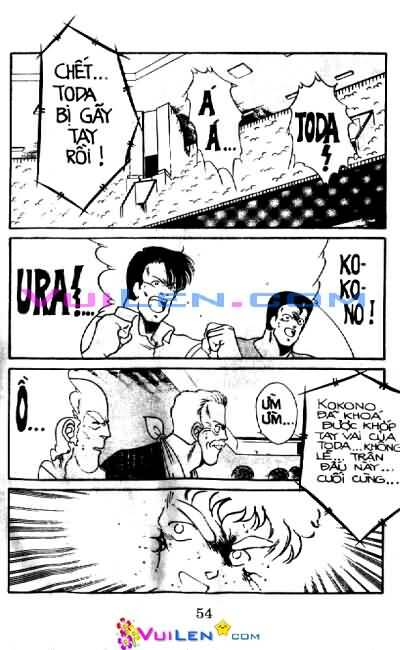 CHẾT...
TODA
BỊ GÃY
TAY
RỒI !
Á
Á...
TODA
!
URA!...
KO-
KO-
NO !
VUILEN.COM
Ồ...
ỪM
ỪM...
KOKONO
ĐÃ KHOÁ
ĐƯỢC KHỚP
TAY VAI CỦA
TODA...KHÔNG
LẼ... TRẬN
ĐẤU NÀY...
CUỐI CÙNG...
54
VUILEN
.COM